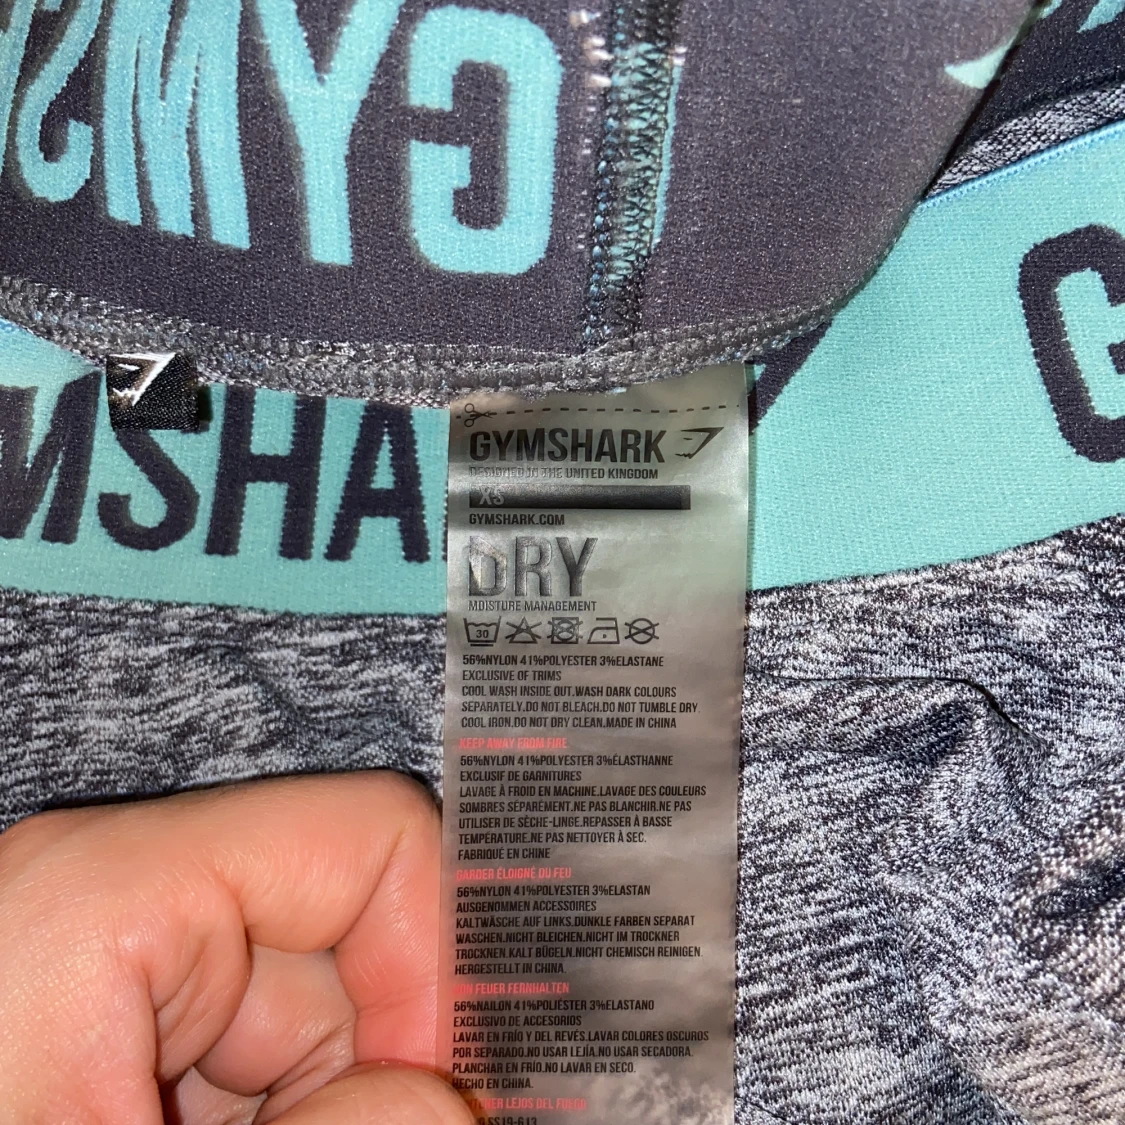 GYMS
GYMSHA
G
GYMSHARK
DESIGNED IN THE UNITED KINGDOM
XS
GYMSHARK.COM
DRY
MOISTURE MANAGEMENT
30
56%NYLON 41%POLYESTER 3%ELASTANE
EXCLUSIVE OF TRIMS
COOL WASH INSIDE OUT.WASH DARK COLOURS
SEPARATELY.DO NOT BLEACH.DO NOT TUMBLE DRY
COOL IRON.DO NOT DRY CLEAN.MADE IN CHINA
KEEP AWAY FROM FIRE
56%NYLON 41%POLYESTER 3%ÉLASTHANNE
EXCLUSIF DE GARNITURES
LAVAGE À FROID EN MACHINE.LAVAGE DES COULEURS
SOMBRES SÉPARÉMENT.NE PAS BLANCHIR.NE PAS
UTILISER DE SÈCHE-LINGE.REPASSER À BASSE
TEMPÉRATURE.NE PAS NETTOYER À SEC.
FABRIQUÉ EN CHINE
GARDER ÉLOIGNÉ DU FEU
56%NYLON 41%POLYESTER 3%ELASTAN
AUSGENOMMEN ACCESSOIRES
KALTWÄSCHE AUF LINKS.DUNKLE FARBEN SEPARAT
WASCHEN.NICHT BLEICHEN.NICHT IM TROCKNER
TROCKNEN.KALT BÜGELN.NICHT CHEMISCH REINIGEN
HERGESTELLT IN CHINA.
VON FEUER FERNHALTEN
56%NAILON 41%POLIÉSTER 3%ELASTANO
EXCLUSIVO DE ACCESORIOS
LAVAR EN FRÍO Y DEL REVÉS.LAVAR COLORES OSCUROS
POR SEPARADO.NO USAR LEJÍA.NO USAR SECADORA.
PLANCHAR EN FRÍO.NO LAVAR EN SECO.
HECHO EN CHINA.
LEJOS DEL FUEGO
SS19-613